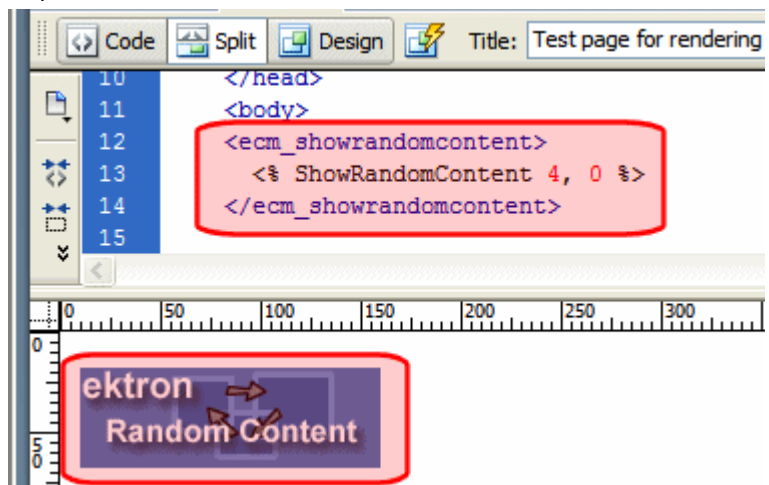 Code Split Design Title: Test page for rendering
10 </head>
11 <body>
12 <ecm_showrandomcontent>
13 <% ShowRandomContent 4, 0 %>
14 </ecm_showrandomcontent>
15
0 50 100 150 200 250 300
0
ektron
Random Content
50